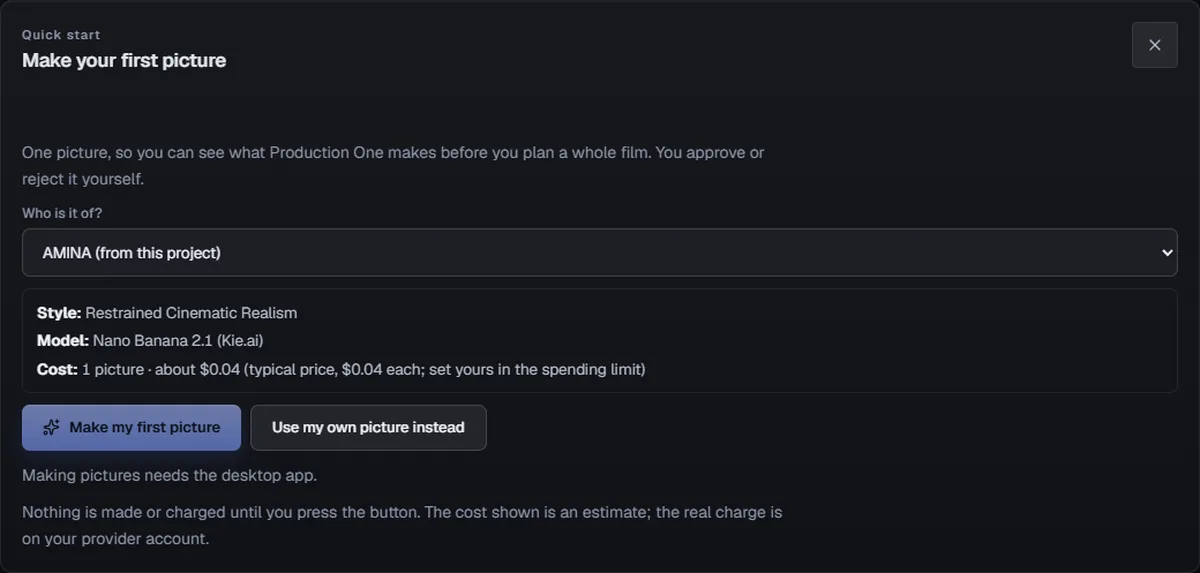 Quick start
Make your first picture
One picture, so you can see what Production One makes before you plan a whole film. You approve or
reject it yourself.
Who is it of?
AMINA (from this project)
Style: Restrained Cinematic Realism
Model: Nano Banana 2.1 (Kie.ai)
Cost: 1 picture · about $0.04 (typical price, $0.04 each; set yours in the spending limit)
Make my first picture
Use my own picture instead
Making pictures needs the desktop app.
Nothing is made or charged until you press the button. The cost shown is an estimate; the real charge is
on your provider account.